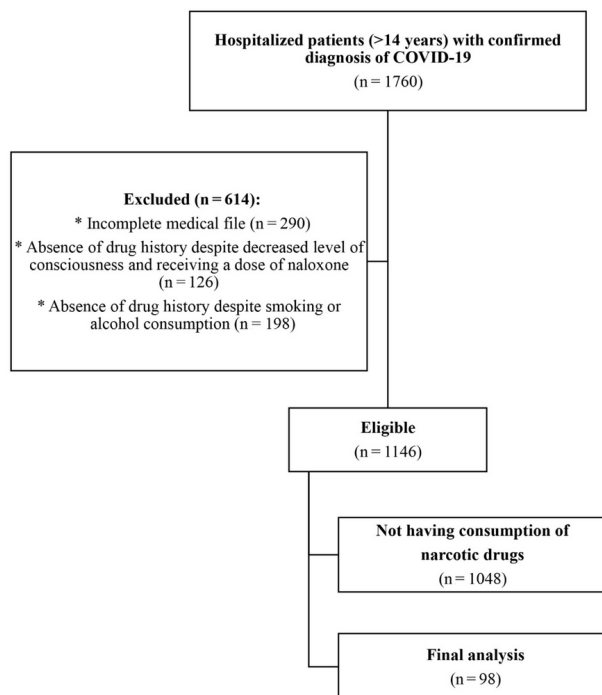 Hospitalized patients (>14 years) with confirmed
diagnosis of COVID-19
(n = 1760)
Excluded (n = 614):
* Incomplete medical file (n = 290)
* Absence of drug history despite decreased level of
consciousness and receiving a dose of naloxone
(n = 126)
* Absence of drug history despite smoking or
alcohol consumption (n = 198)
Eligible
(n = 1146)
Not having consumption of
narcotic drugs
(n = 1048)
Final analysis
(n = 98)